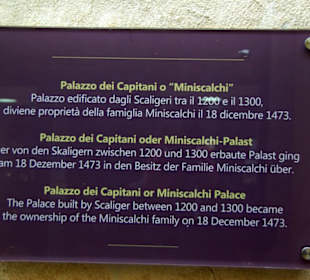 Palazzo dei Capitani o "Miniscalchi"
Palazzo edificato dagli Scaligeri tra il 1200 e il 1300,
diviene proprietà della famiglia Miniscalchi il 18 dicembre 1473.
Palazzo dei Capitani oder Miniscalchi-Palast
er von den Skaligern zwischen 1200 und 1300 erbaute Palast ging
am 18 Dezember 1473 in den Besitz der Familie Miniscalchi über.
Palazzo dei Capitani or Miniscalchi Palace
The Palace built by Scaliger between 1200 and 1300 became
the ownership of the Miniscalchi family on 18 December 1473.